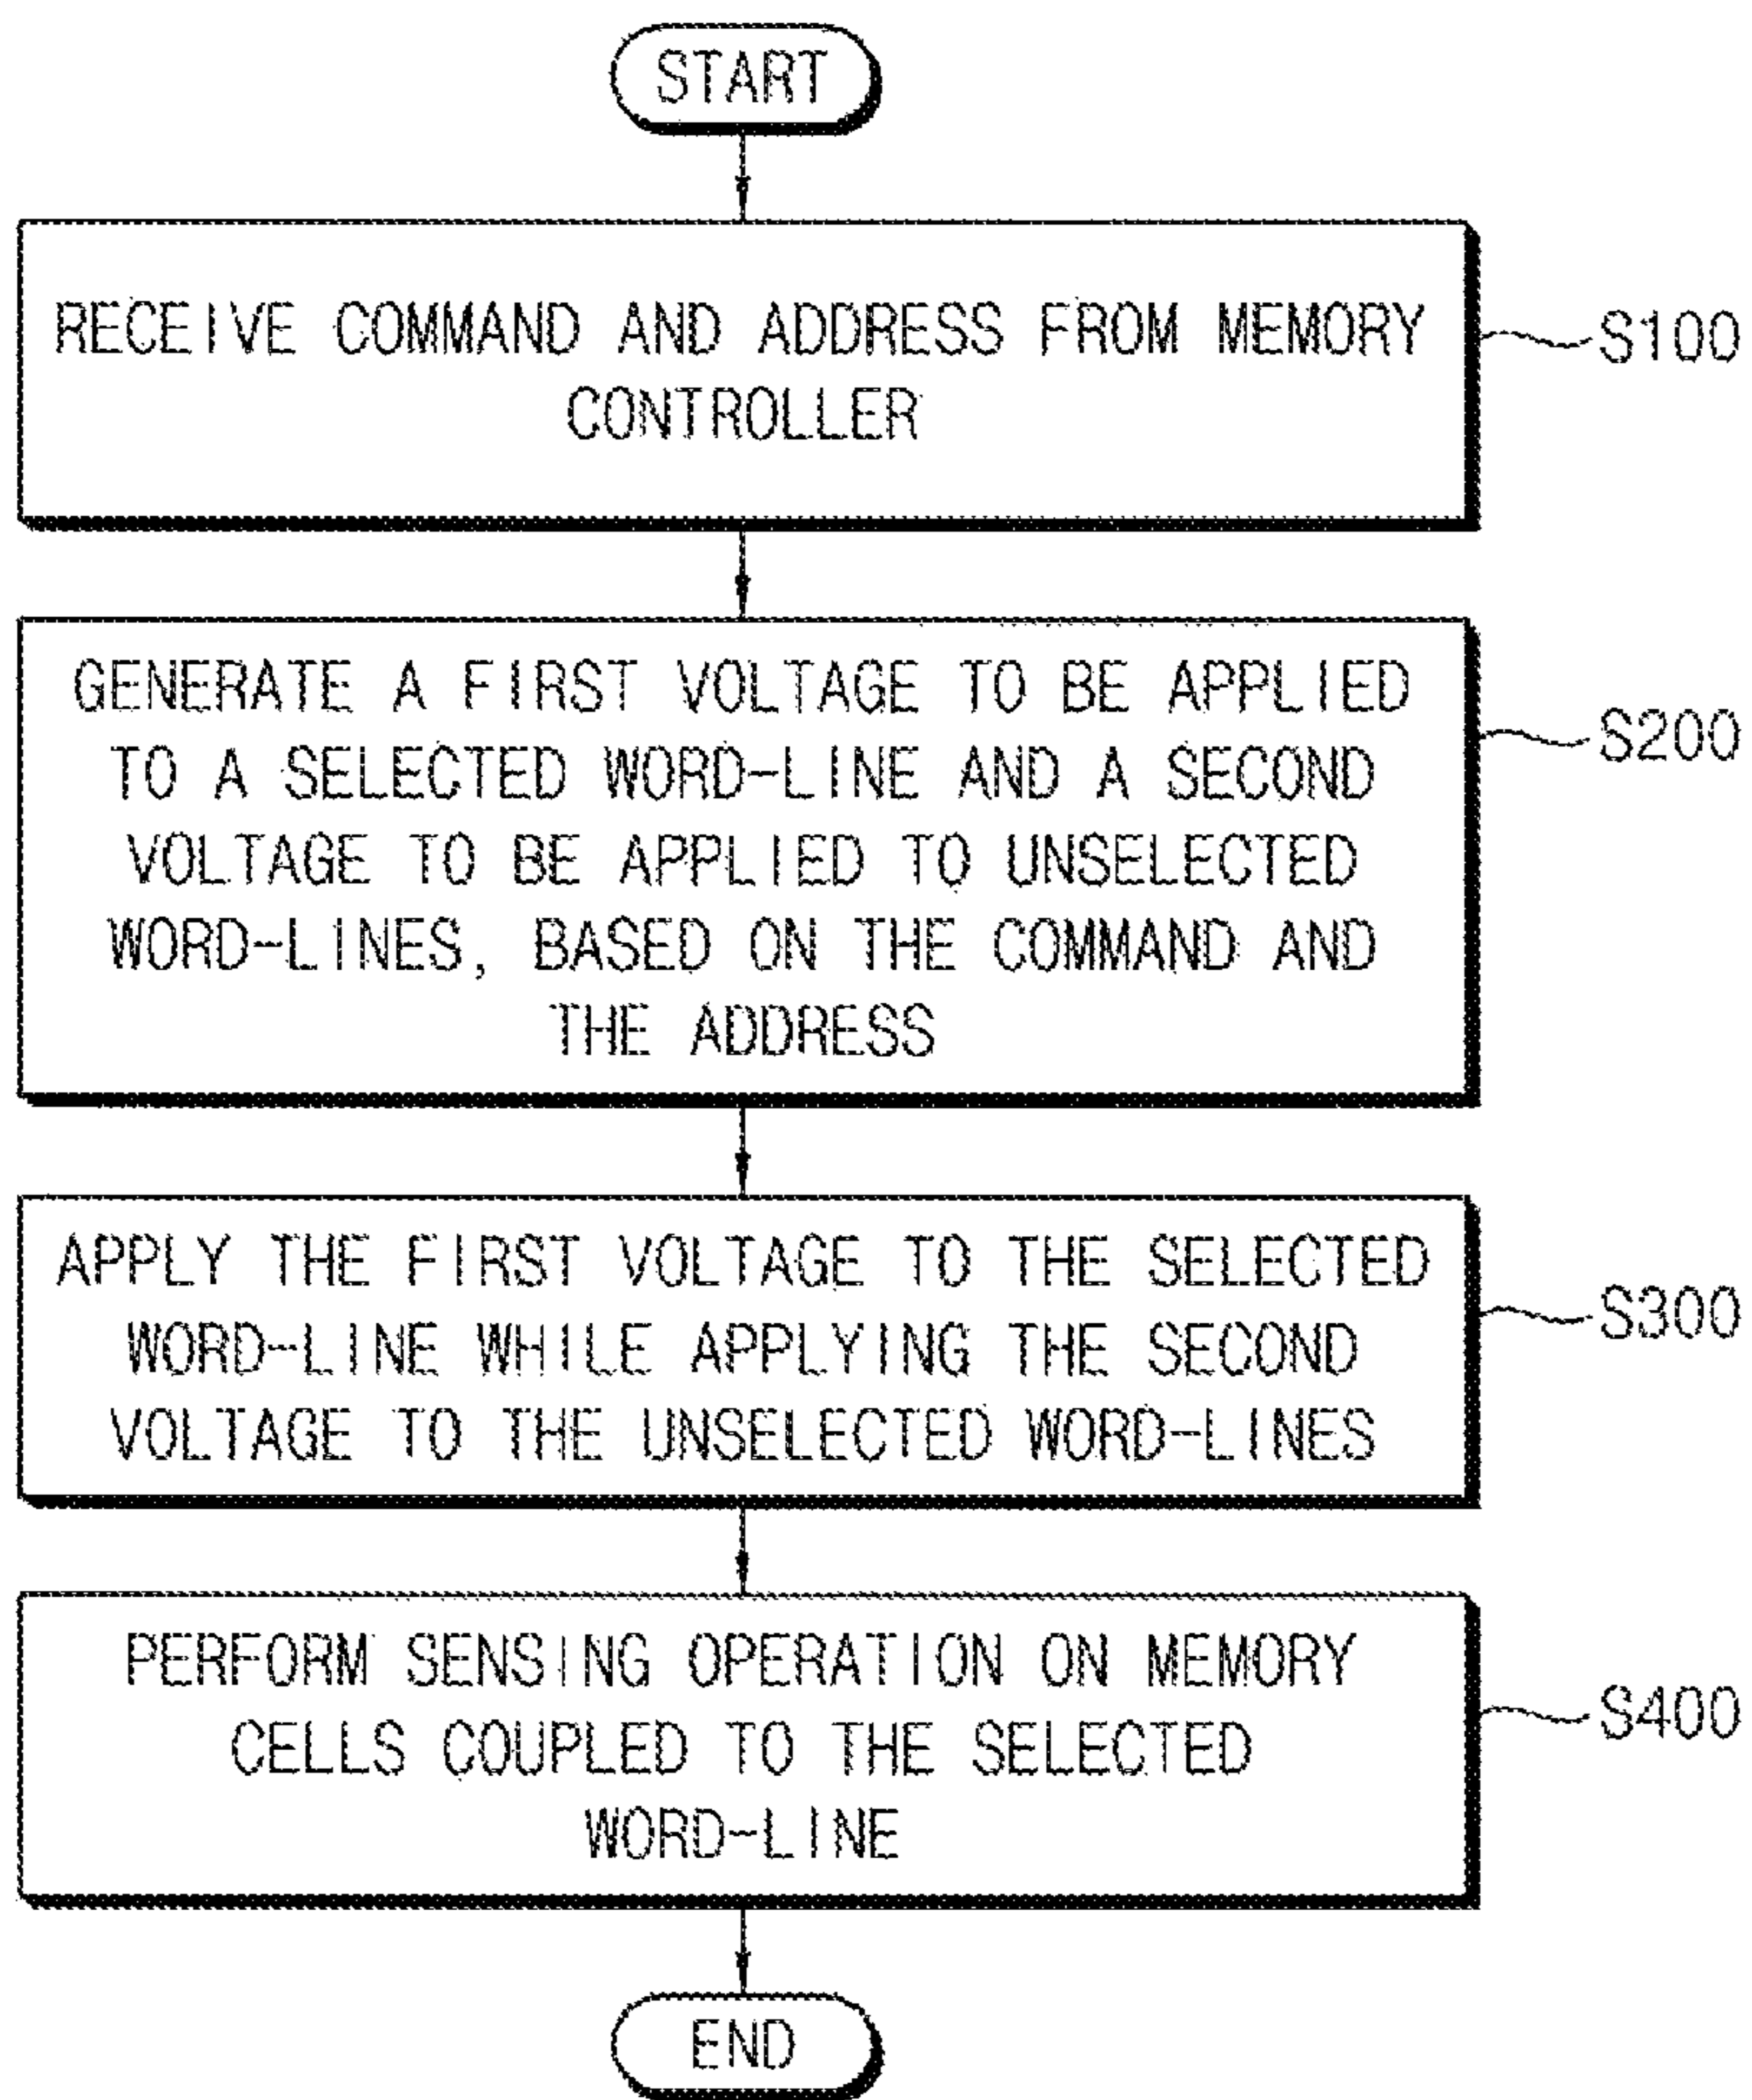 START
RECEIVE COMMAND AND ADDRESS FROM MEMORY
CONTROLLER
S100
GENERATE A FIRST VOLTAGE TO BE APPLIED
TO A SELECTED WORD-LINE AND A SECOND
VOLTAGE TO BE APPLIED TO UNSELECTED
WORD-LINES, BASED ON THE COMMAND AND
THE ADDRESS
S200
APPLY THE FIRST VOLTAGE TO THE SELECTED
WORD-LINE WHILE APPLYING THE SECOND
VOLTAGE TO THE UNSELECTED WORD-LINES
S300
PERFORM SENSING OPERATION ON MEMORY
CELLS COUPLED TO THE SELECTED
WORD-LINE
S400
END